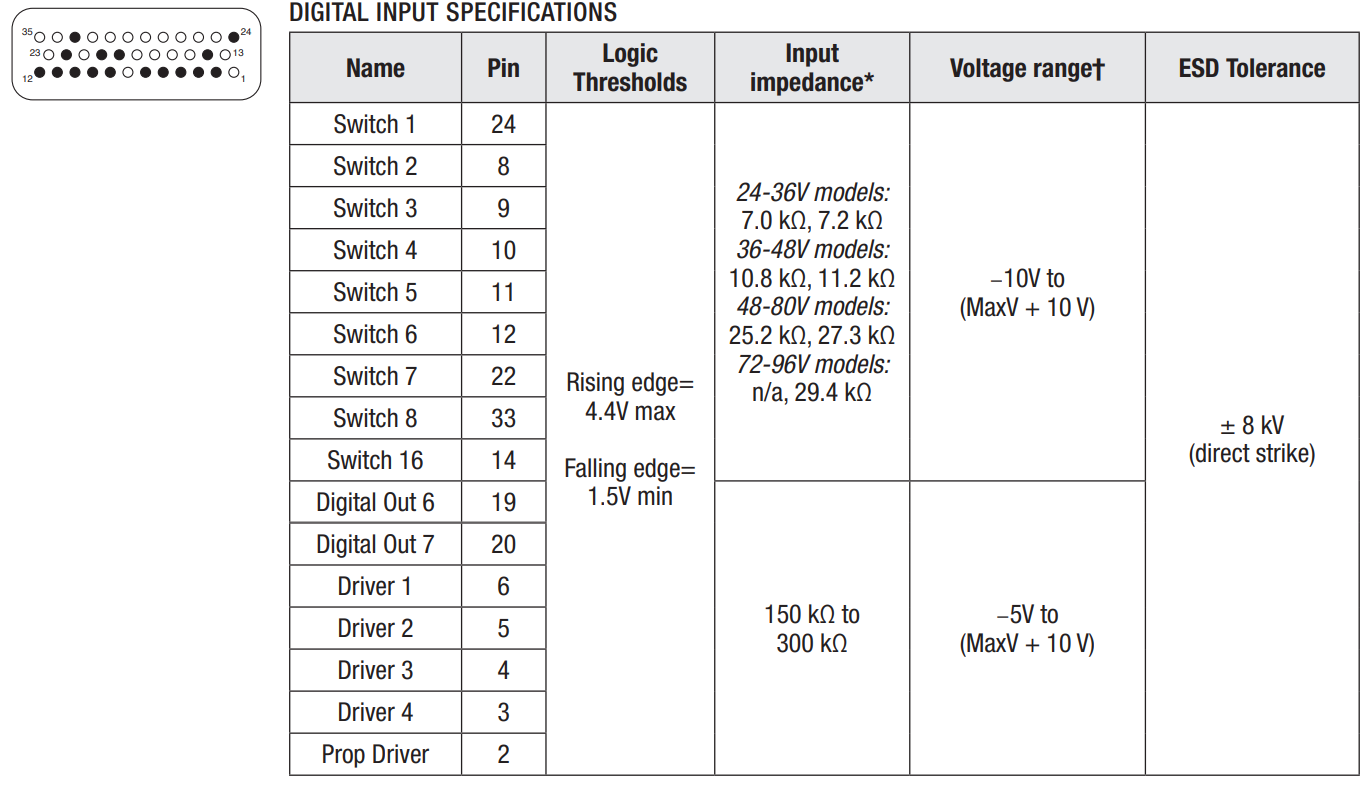 DIGITAL INPUT SPECIFICATIONS
35 24
23 13
12 1
Name Pin Logic Thresholds Input impedance* Voltage range† ESD Tolerance
Switch 1 24
Switch 2 8
Switch 3 9
Switch 4 10
Switch 5 11
Switch 6 12
Switch 7 22
Switch 8 33
Switch 16 14
Digital Out 6 19
Digital Out 7 20
Driver 1 6
Driver 2 5
Driver 3 4
Driver 4 3
Prop Driver 2
Rising edge=
4.4V max
Falling edge=
1.5V min
24-36V models:
7.0 kΩ, 7.2 kΩ
36-48V models:
10.8 kΩ, 11.2 kΩ
48-80V models:
25.2 kΩ, 27.3 kΩ
72-96V models:
n/a, 29.4 kΩ
150 kΩ to
300 kΩ
–10V to
(MaxV + 10 V)
–5V to
(MaxV + 10 V)
± 8 kV
(direct strike)